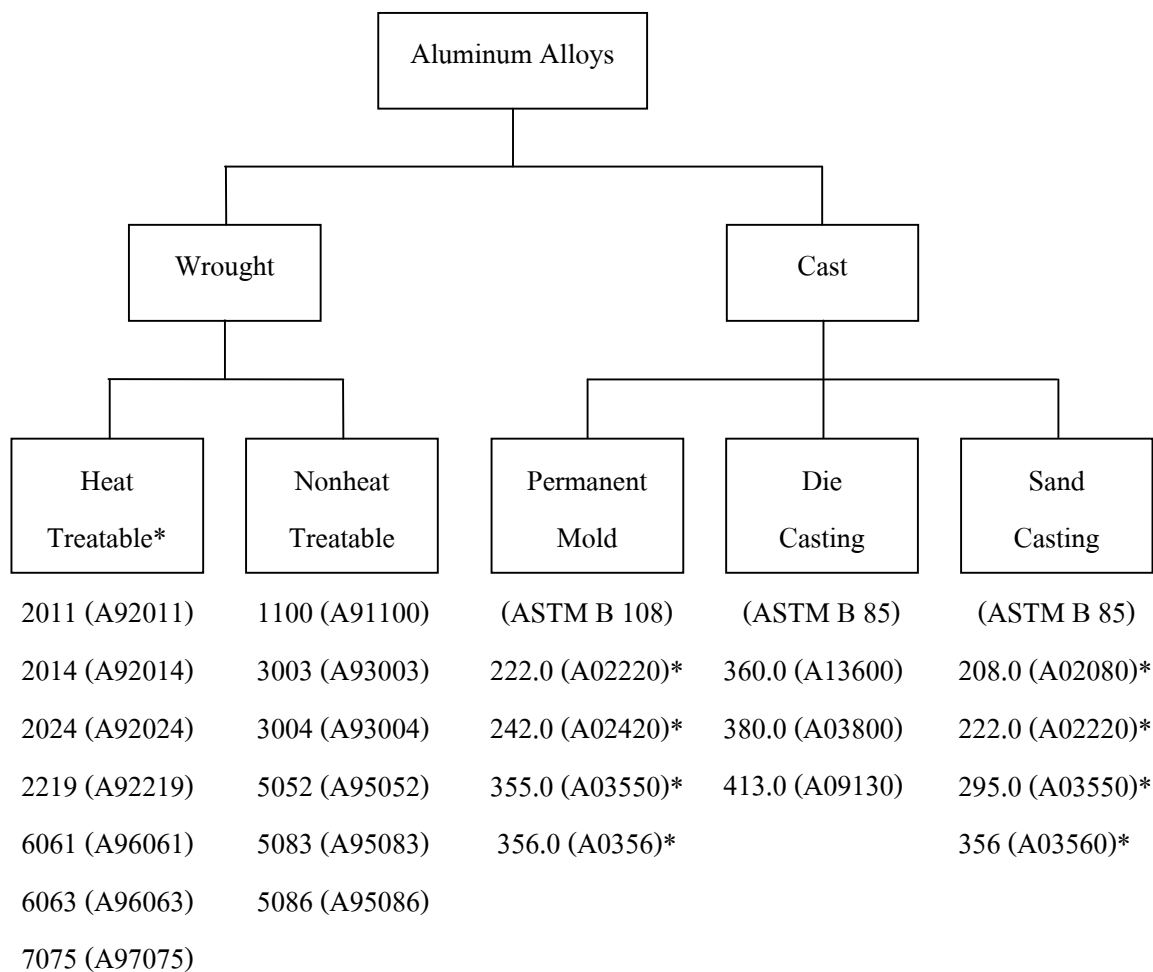 Aluminum Alloys
Wrought
Cast
Heat
Treatable*
Nonheat
Treatable
Permanent
Mold
Die
Casting
Sand
Casting
2011 (A92011)
2014 (A92014)
2024 (A92024)
2219 (A92219)
6061 (A96061)
6063 (A96063)
7075 (A97075)
1100 (A91100)
3003 (A93003)
3004 (A93004)
5052 (A95052)
5083 (A95083)
5086 (A95086)
(ASTM B 108)
222.0 (A02220)*
242.0 (A02420)*
355.0 (A03550)*
356.0 (A0356)*
(ASTM B 85)
360.0 (A13600)
380.0 (A03800)
413.0 (A09130)
(ASTM B 85)
208.0 (A02080)*
222.0 (A02220)*
295.0 (A03550)*
356 (A03560)*